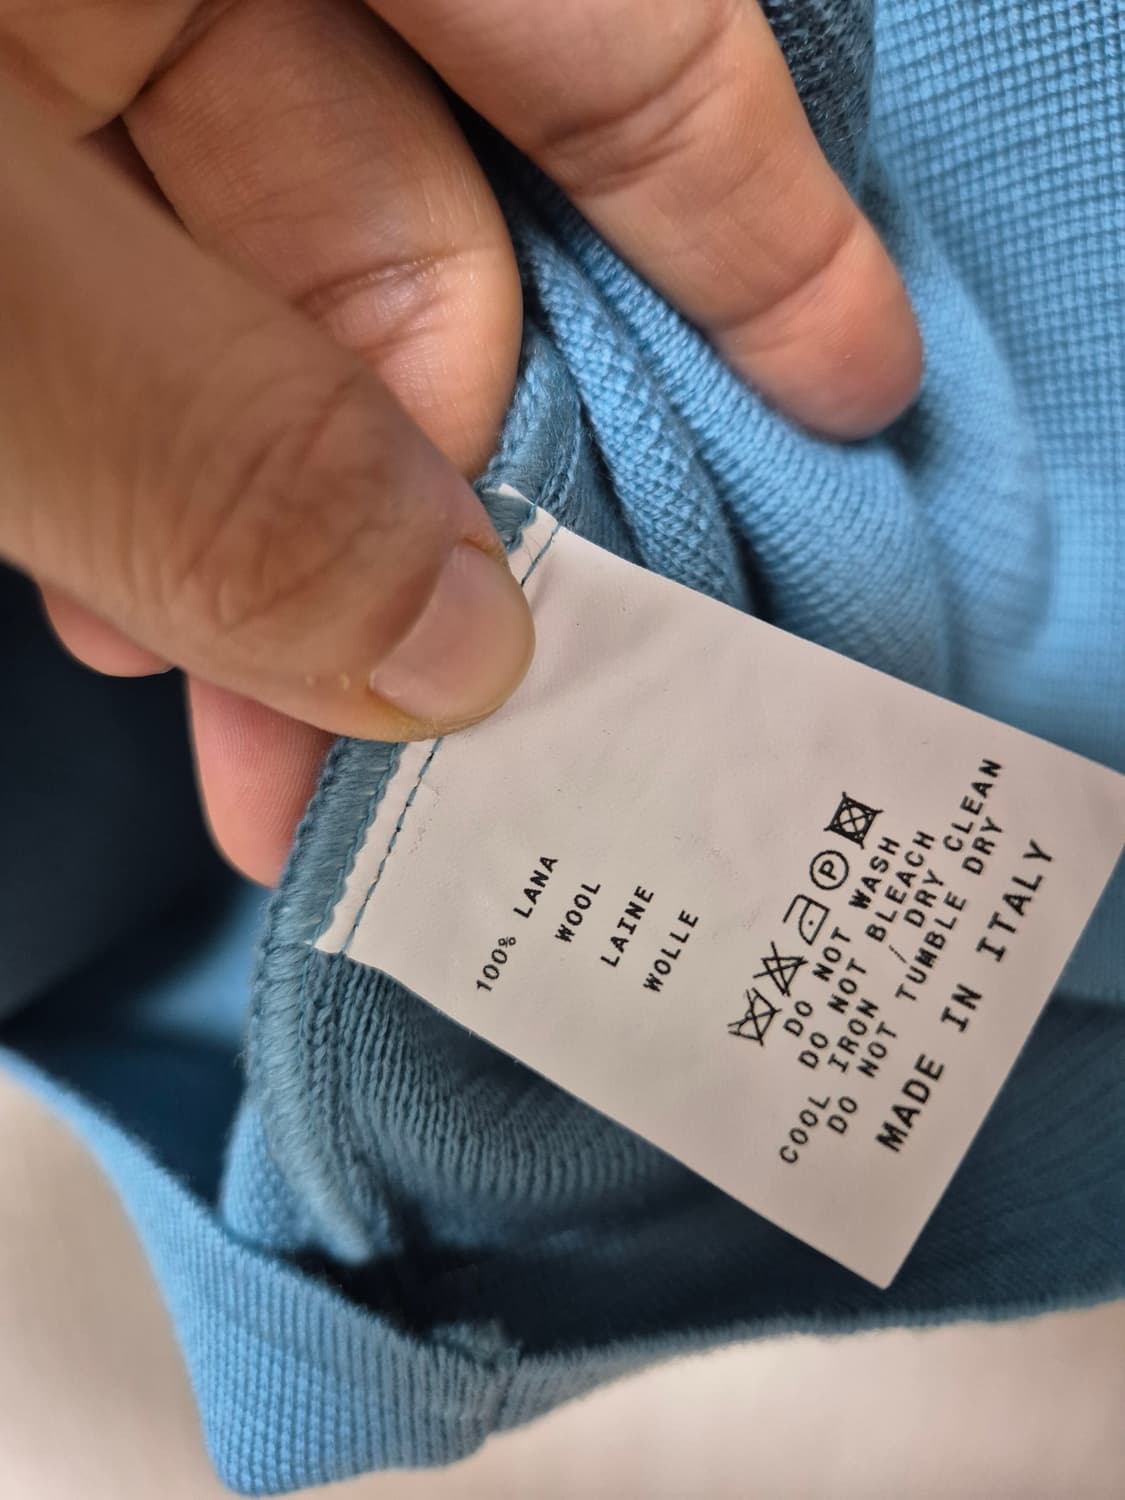 100% LANA
WOOL
LAINE
WOLLE
P
DO NOT WASH
DO NOT BLEACH
COOL IRON / DRY CLEAN
DO NOT TUMBLE DRY
MADE IN ITALY